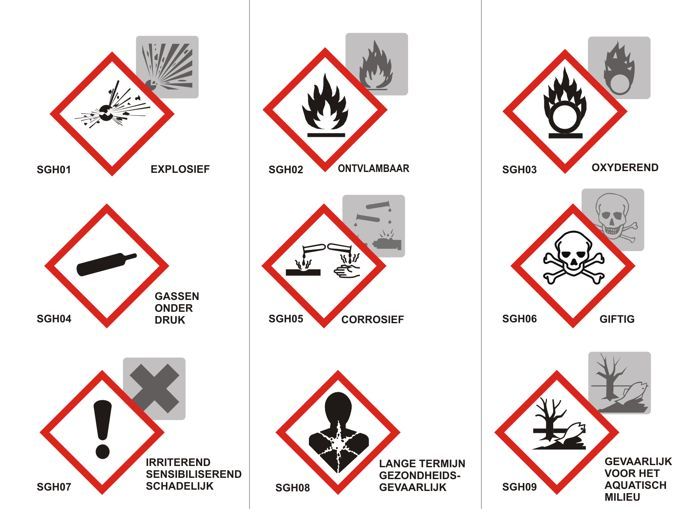 SGH01
EXPLOSIEF
SGH02
ONTVLAMBAAR
SGH03
OXYDEREND
SGH04
GASSEN
ONDER
DRUK
SGH05
CORROSIEF
SGH06
GIFTIG
SGH07
IRRITEREND
SENSIBILISEREND
SCHADELIJK
SGH08
LANGE TERMIJN
GEZONDHEIDS-
GEVAARLIJK
SGH09
GEVAARLIJK
VOOR HET
AQUATISCH
MILIEU